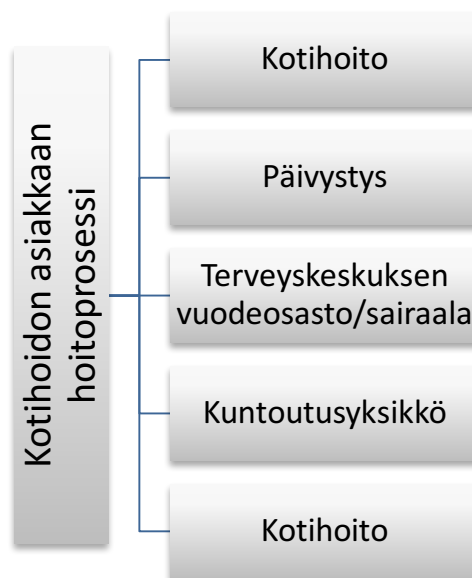 Kotihoidon asiakkaan
hoitoprosessi
Kotihoito
Päivystys
Terveyskeskuksen
vuodeosasto/sairaala
Kuntoutusyksikkö
Kotihoito